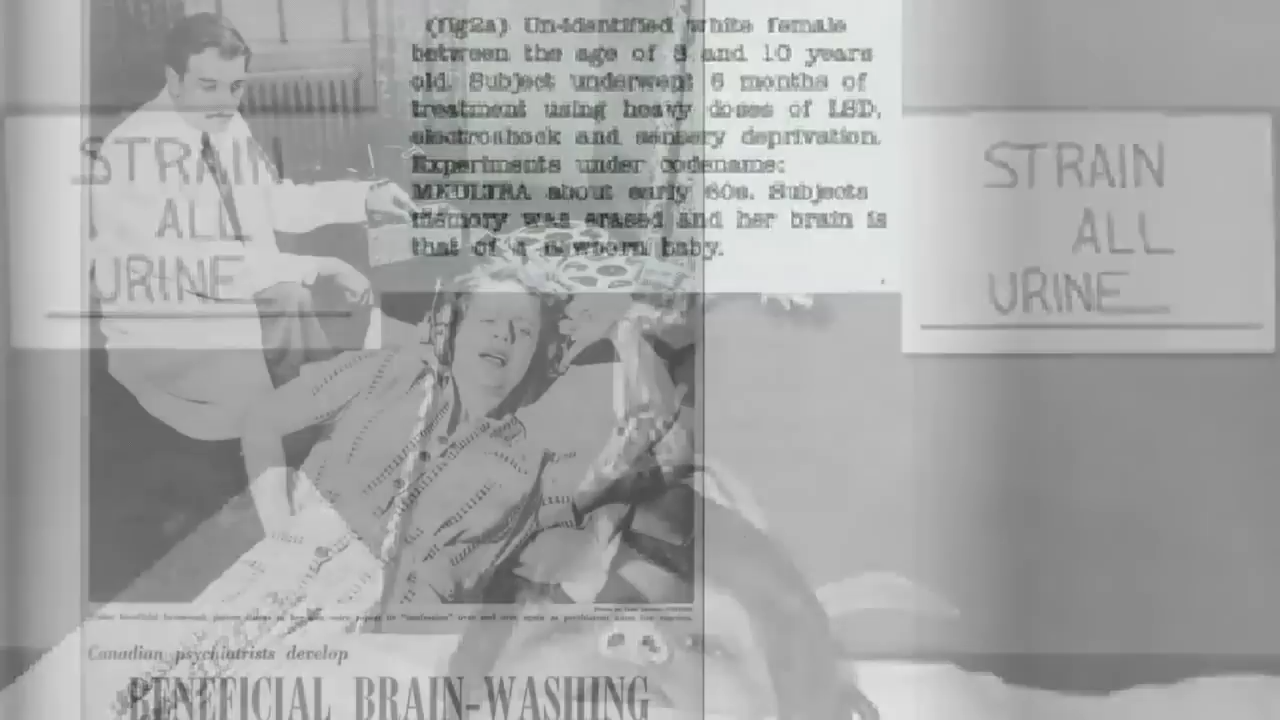 (fig2a) Un-identified white female
between the age of 8 and 10 years
old. Subject underwent 6 months of
treatment using heavy doses of LSD,
electroshock and sensory deprivation.
Experiments under codename:
MKULTRA about early 60s. Subjects
memory was erased and her brain is
that of a newborn baby.
STRAIN
ALL
URINE
STRAIN
ALL
URINE
Canadian psychiatrists develop
BENEFICIAL BRAIN-WASHING